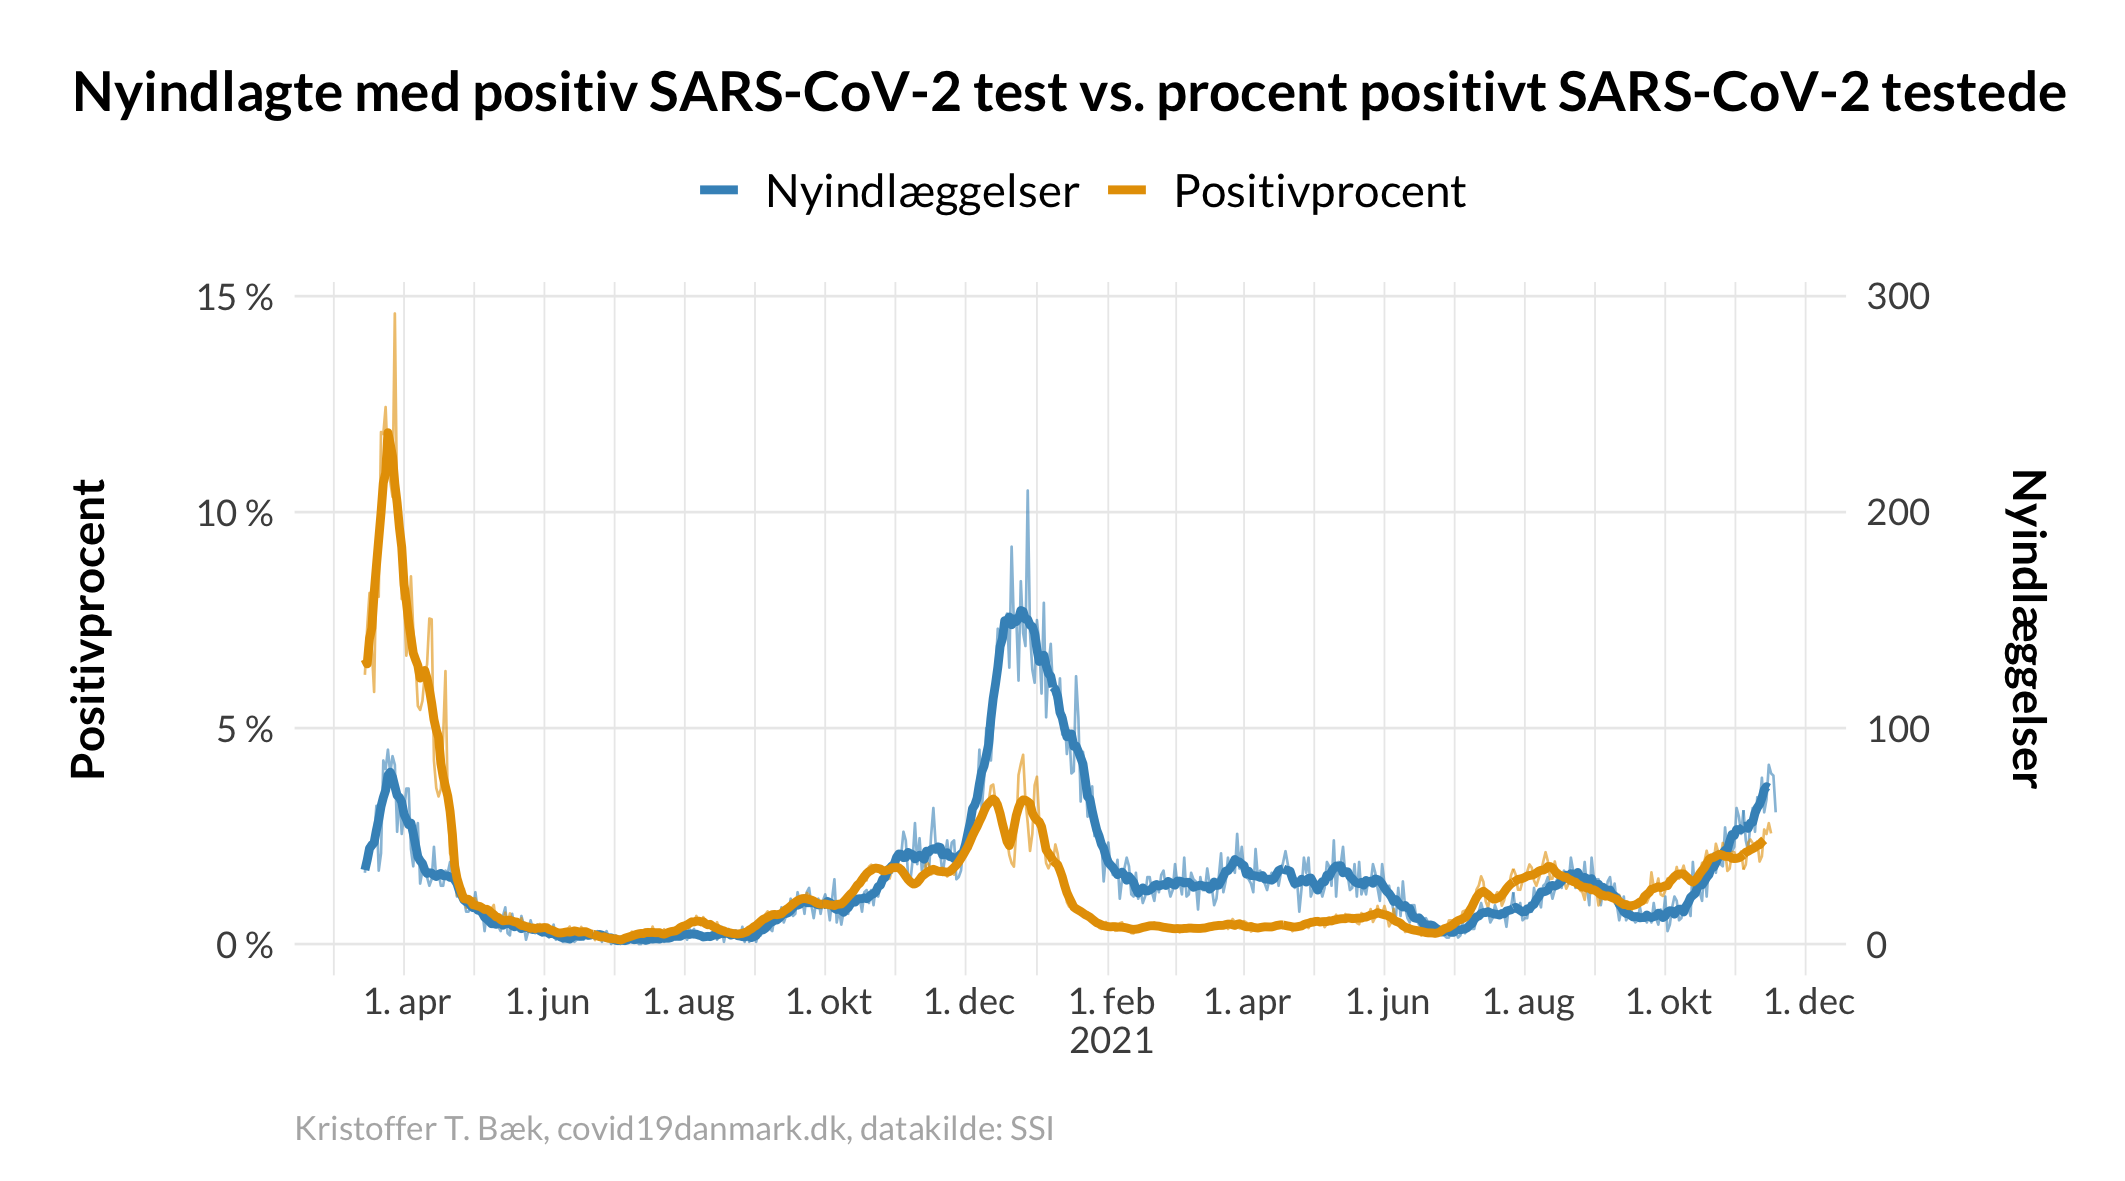 Nyindlagte med positiv SARS-CoV-2 test vs. procent positivt SARS-CoV-2 testede
Nyindlæggelser Positivprocent
15 % 300
10 % 200
5 % 100
0 % 0
Positivprocent
Nyindlæggelser
1. apr 1. jun 1. aug 1. okt 1. dec 1. feb 1. apr 1. jun 1. aug 1. okt 1. dec
2021
Kristoffer T. Bæk, covid19danmark.dk, datakilde: SSI